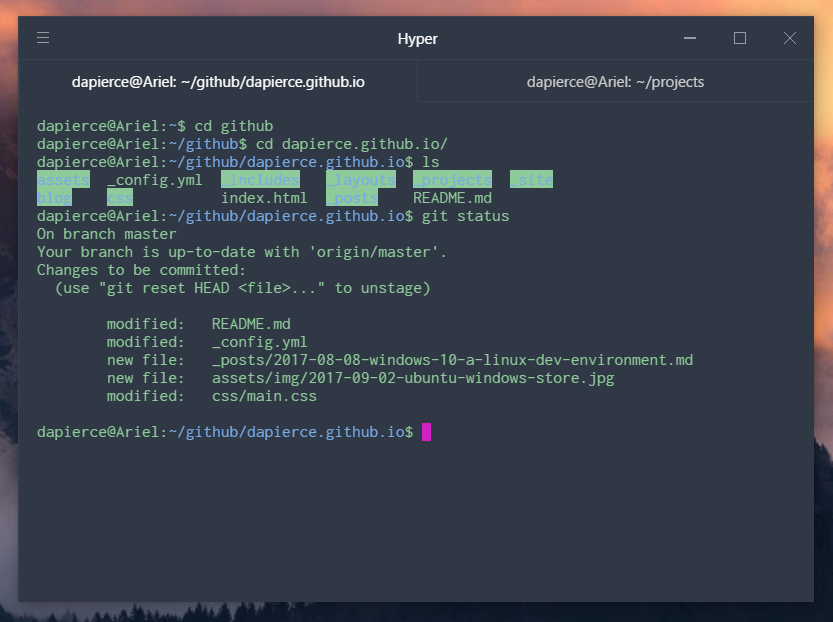 Hyper
dapierce@Ariel: ~/github/dapierce.github.io
dapierce@Ariel: ~/projects
dapierce@Ariel:~$ cd github
dapierce@Ariel:~/github$ cd dapierce.github.io/
dapierce@Ariel:~/github/dapierce.github.io$ ls
assets _config.yml _includes _layouts _projects _site
blog css index.html _posts README.md
dapierce@Ariel:~/github/dapierce.github.io$ git status
On branch master
Your branch is up-to-date with 'origin/master'.
Changes to be committed:
(use "git reset HEAD <file>..." to unstage)
modified: README.md
modified: _config.yml
new file: _posts/2017-08-08-windows-10-a-linux-dev-environment.md
new file: assets/img/2017-09-02-ubuntu-windows-store.jpg
modified: css/main.css
dapierce@Ariel:~/github/dapierce.github.io$